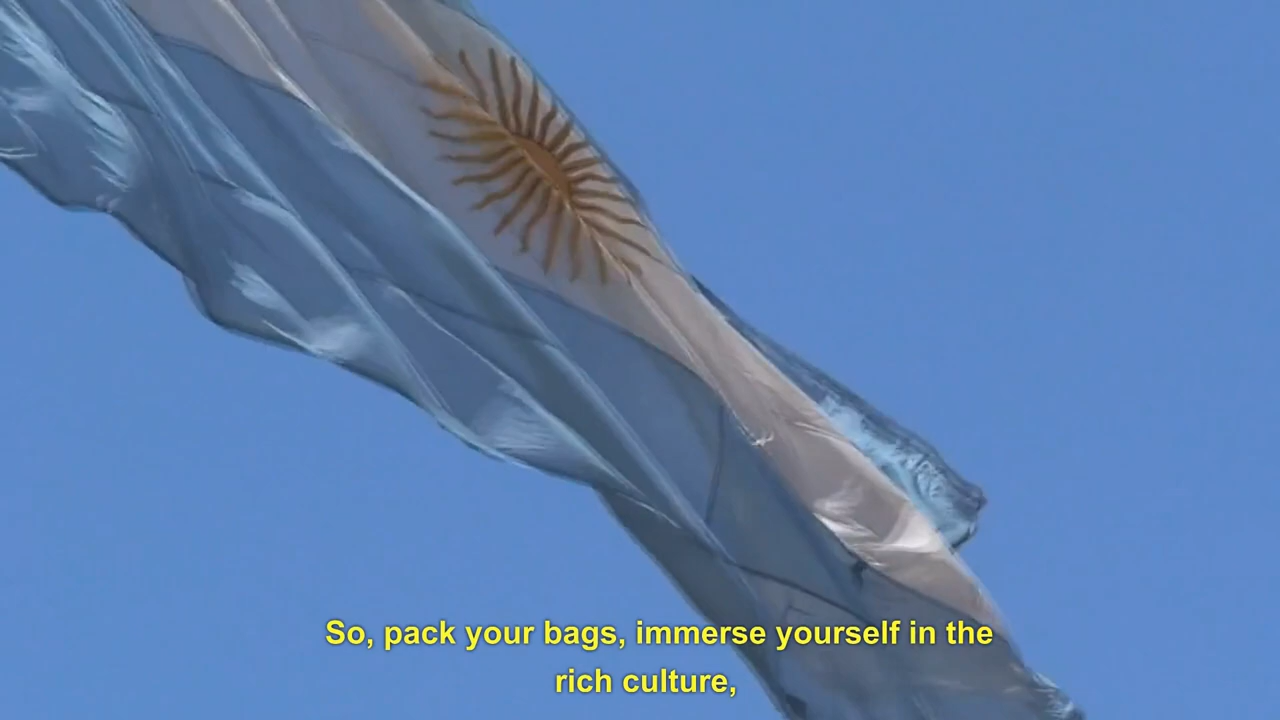 So, pack your bags, immerse yourself in the
rich culture,